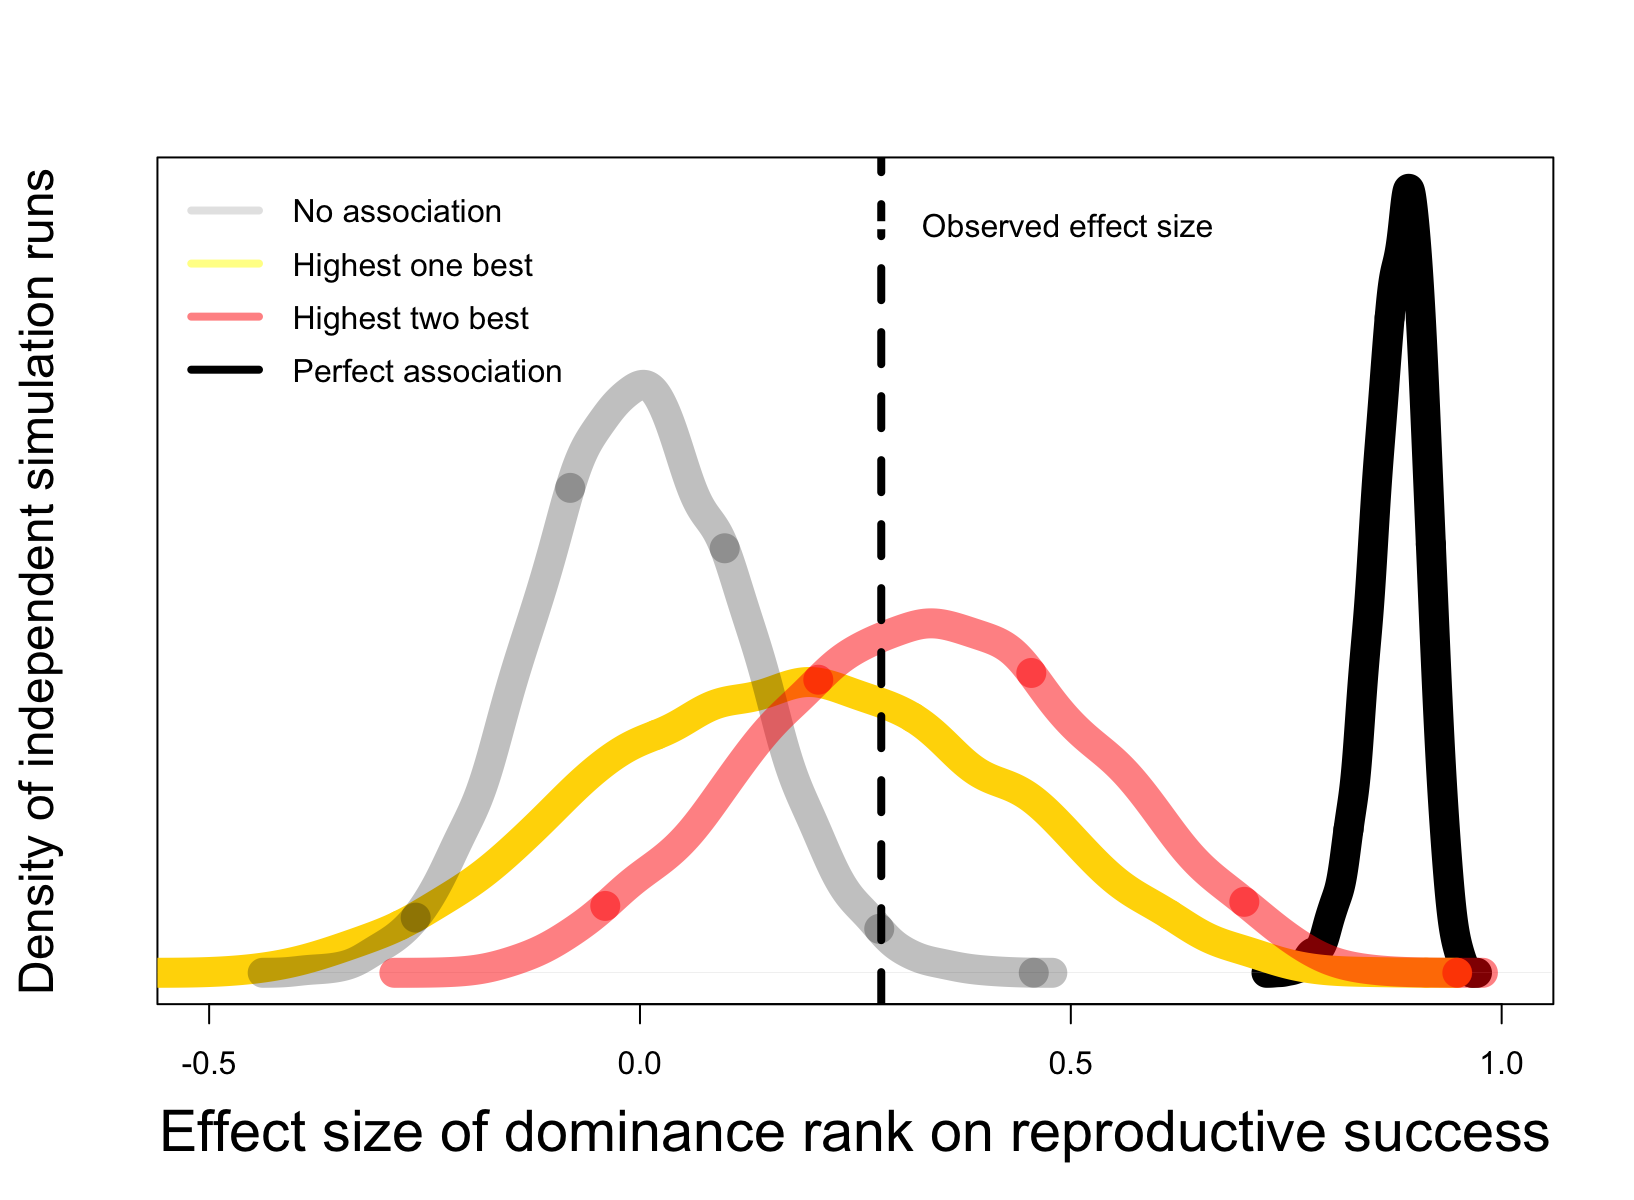 No association
Highest one best
Highest two best
Perfect association
Observed effect size
Density of independent simulation runs
-0.5
0.0
0.5
1.0
Effect size of dominance rank on reproductive success